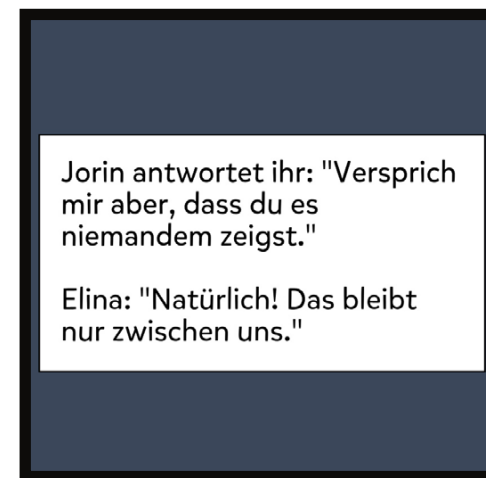 Jorin antwortet ihr: "Versprich
mir aber, dass du es
niemandem zeigst."
Elina: "Natürlich! Das bleibt
nur zwischen uns."